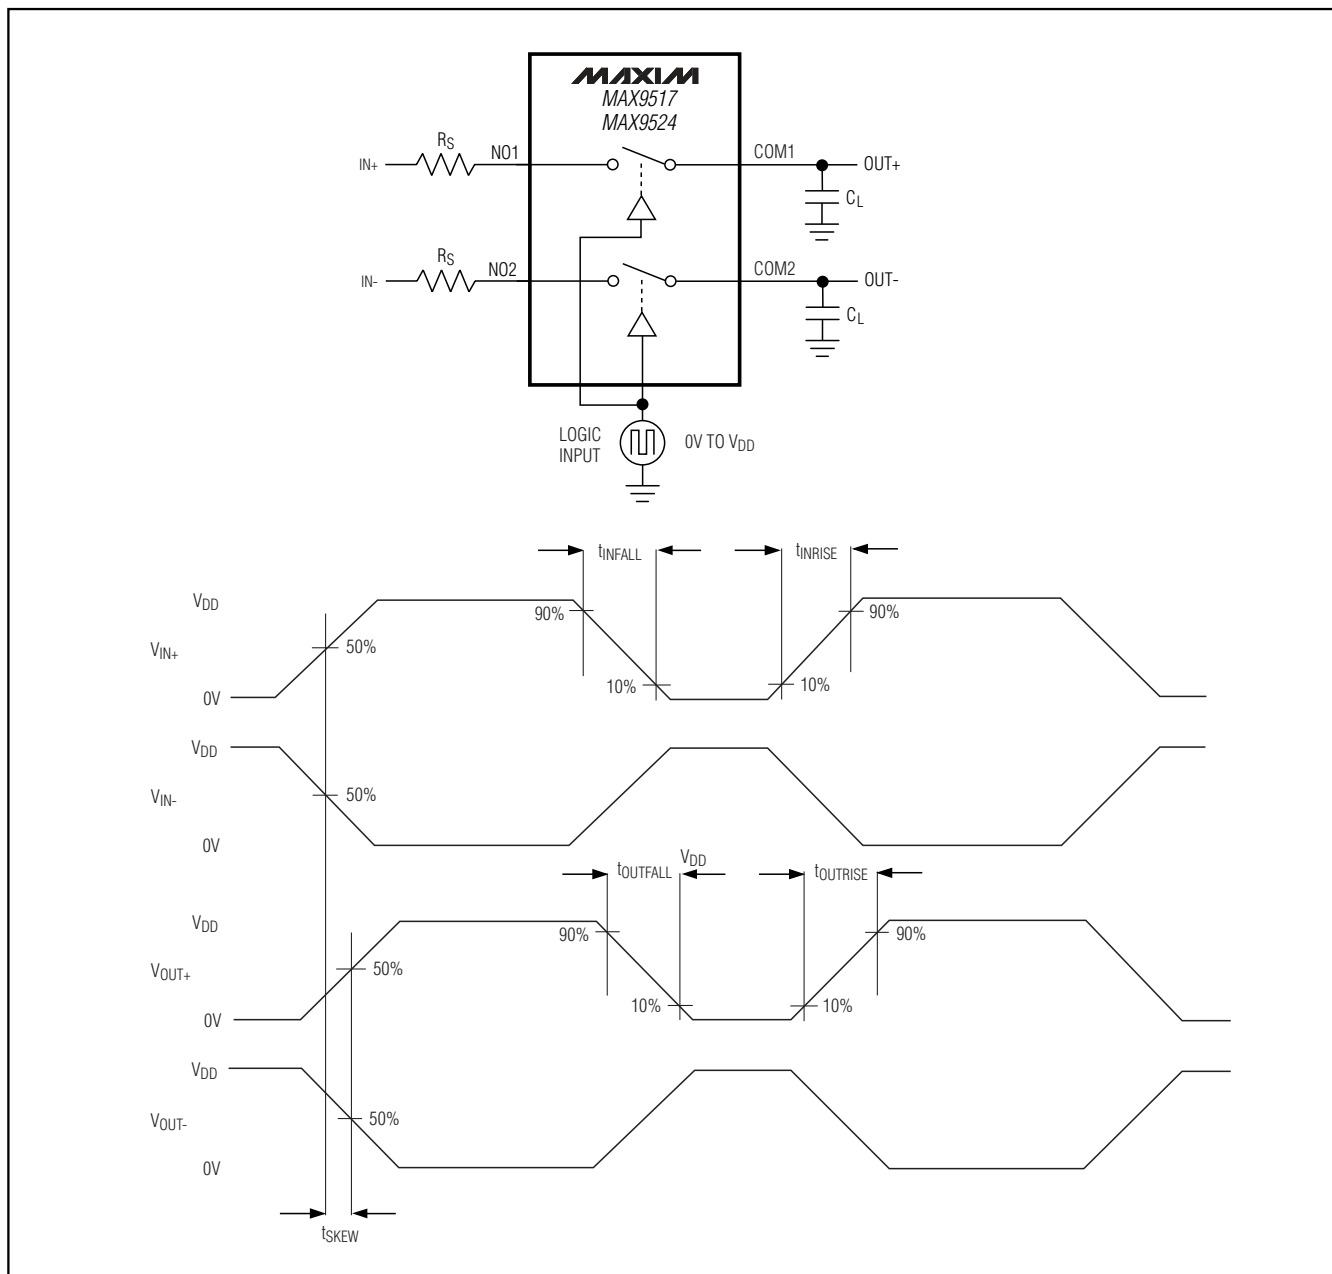 MAXIM
MAX9517
MAX9524
RS
NO1
COM1
IN+
OUT+
CL
RS
NO2
COM2
IN-
OUT-
CL
LOGIC
INPUT
0V TO VDD
tINFALL
tINRISE
VDD
90%
90%
VIN+
50%
10%
10%
0V
VDD
VIN-
50%
0V
tOUTFALL
VDD
tOUTRISE
VDD
90%
90%
VOUT+
50%
10%
10%
0V
VDD
VOUT-
50%
0V
tSKEW